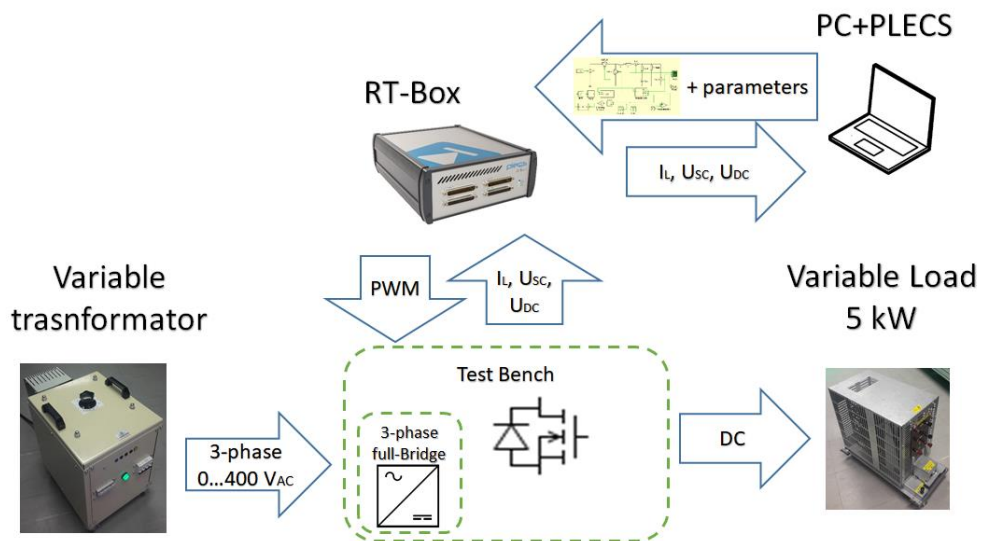 PC+PLECS
+ parameters
RT-Box
IL, USC, UDC
Variable
trasnformator
PWM
IL, USC,
UDC
Variable Load
5 kW
Test Bench
3-phase
full-Bridge
3-phase
0...400 VAC
DC